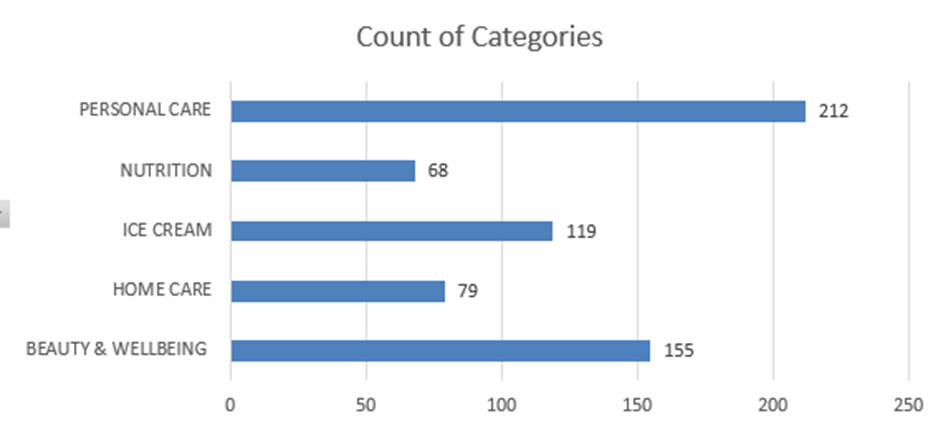 Count of Categories
PERSONAL CARE 212
NUTRITION 68
ICE CREAM 119
HOME CARE 79
BEAUTY & WELLBEING 155
0 50 100 150 200 250